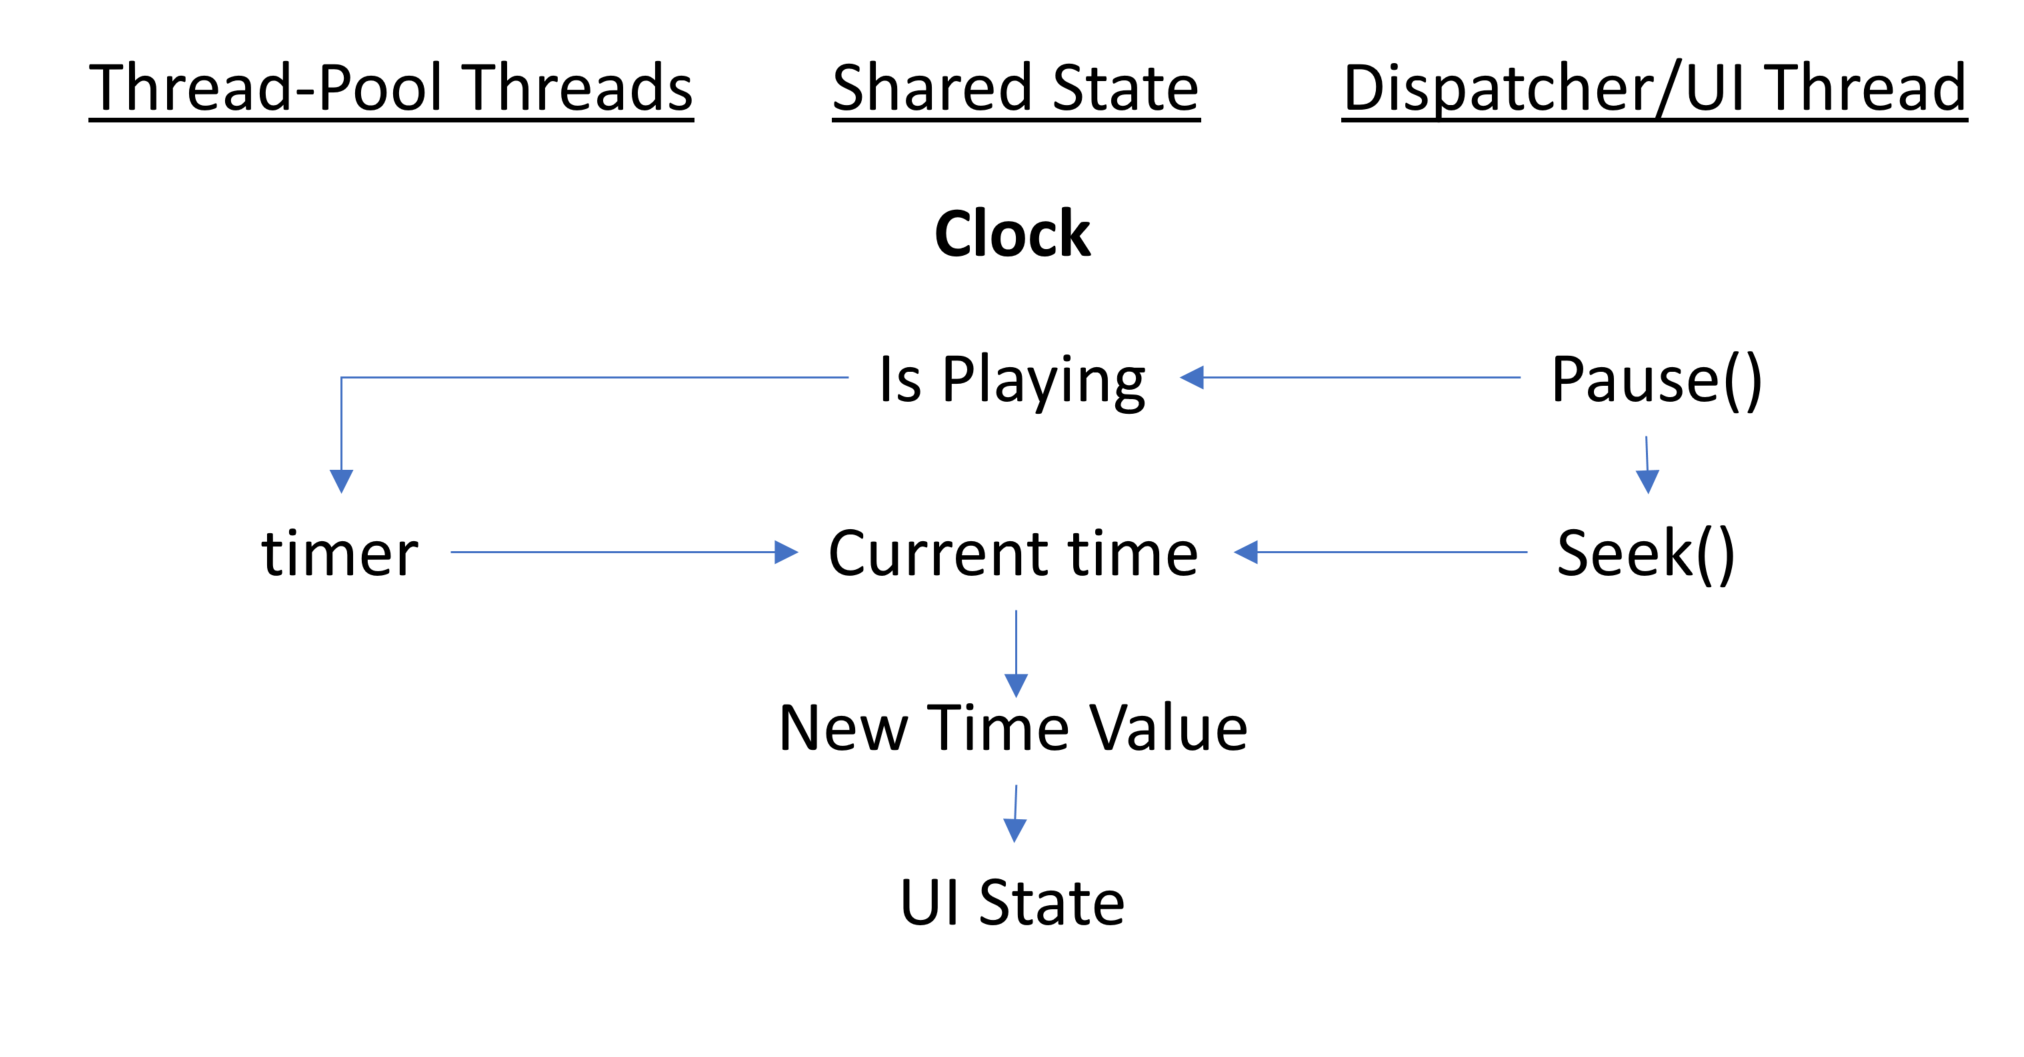 Thread-Pool Threads Shared State Dispatcher/UI Thread
Clock
Is Playing Pause()
timer Current time Seek()
New Time Value
UI State